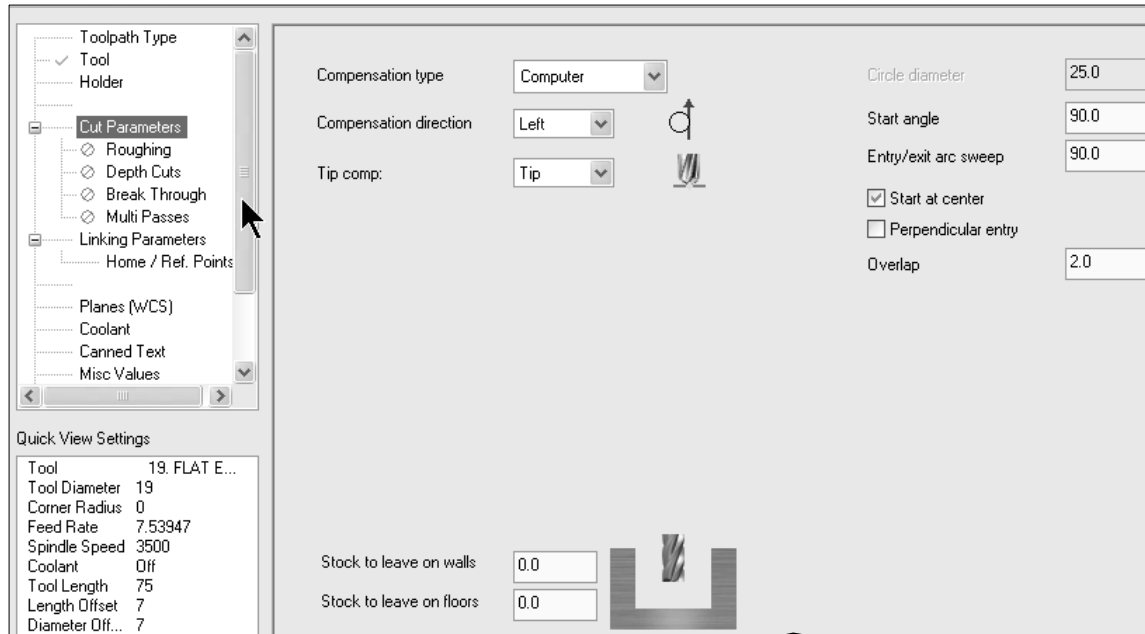 Toolpath Type
Tool
Holder
Cut Parameters
Roughing
Depth Cuts
Break Through
Multi Passes
Linking Parameters
Home / Ref. Points
Planes (WCS)
Coolant
Canned Text
Misc Values
Quick View Settings
Tool 19. FLAT E...
Tool Diameter 19
Corner Radius 0
Feed Rate 7.53947
Spindle Speed 3500
Coolant Off
Tool Length 75
Length Offset 7
Diameter Off... 7
Compensation type Computer
Compensation direction Left
Tip comp: Tip
Stock to leave on walls 0.0
Stock to leave on floors 0.0
Circle diameter 25.0
Start angle 90.0
Entry/exit arc sweep 90.0
Start at center
Perpendicular entry
Overlap 2.0